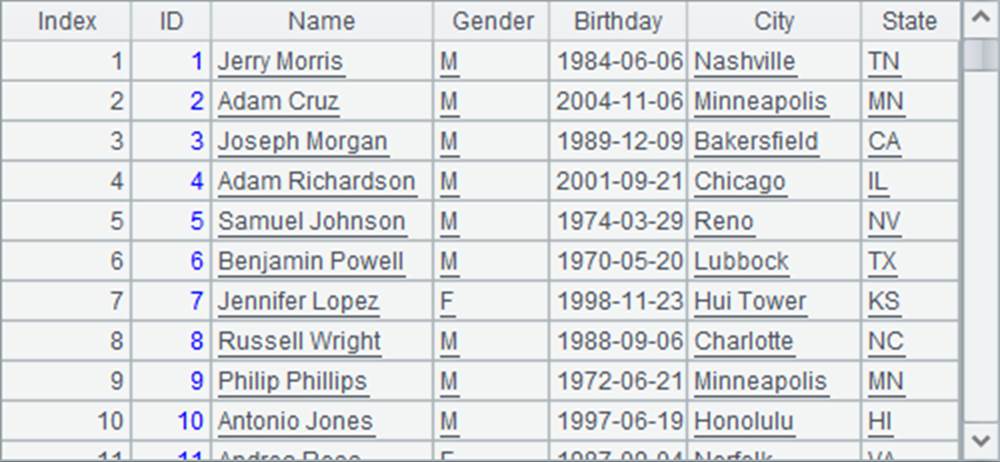 Index ID Name Gender Birthday City State
1 1 Jerry Morris M 1984-06-06 Nashville TN
2 2 Adam Cruz M 2004-11-06 Minneapolis MN
3 3 Joseph Morgan M 1989-12-09 Bakersfield CA
4 4 Adam Richardson M 2001-09-21 Chicago IL
5 5 Samuel Johnson M 1974-03-29 Reno NV
6 6 Benjamin Powell M 1970-05-20 Lubbock TX
7 7 Jennifer Lopez F 1998-11-23 Hui Tower KS
8 8 Russell Wright M 1988-09-06 Charlotte NC
9 9 Philip Phillips M 1972-06-21 Minneapolis MN
10 10 Antonio Jones M 1997-06-19 Honolulu HI
11 11